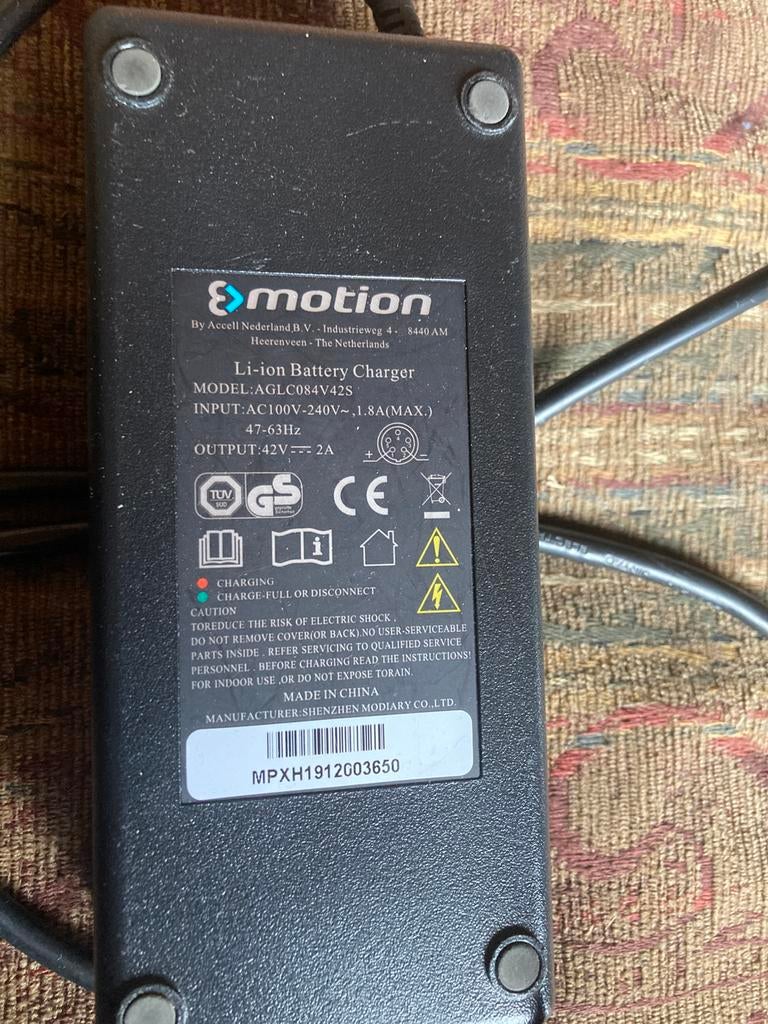 E>motion
By Accell Nederland,B.V. - Industrieweg 4 - 8440 AM
Heerenveen - The Netherlands
Li-ion Battery Charger
MODEL:AGLC084V42S
INPUT:AC100V-240V~,1.8A(MAX.)
47-63Hz
OUTPUT:42V⎓ 2A
- +
TÜV
SÜD
GS
CE
i
CHARGING
CHARGE-FULL OR DISCONNECT
CAUTION
TOREDUCE THE RISK OF ELECTRIC SHOCK ,
DO NOT REMOVE COVER(OR BACK).NO USER-SERVICEABLE
PARTS INSIDE . REFER SERVICING TO QUALIFIED SERVICE
PERSONNEL . BEFORE CHARGING READ THE INSTRUCTIONS!
FOR INDOOR USE ,OR DO NOT EXPOSE TORAIN.
MADE IN CHINA
MANUFACTURER:SHENZHEN MODIARY CO.,LTD.
MPXH1912003650